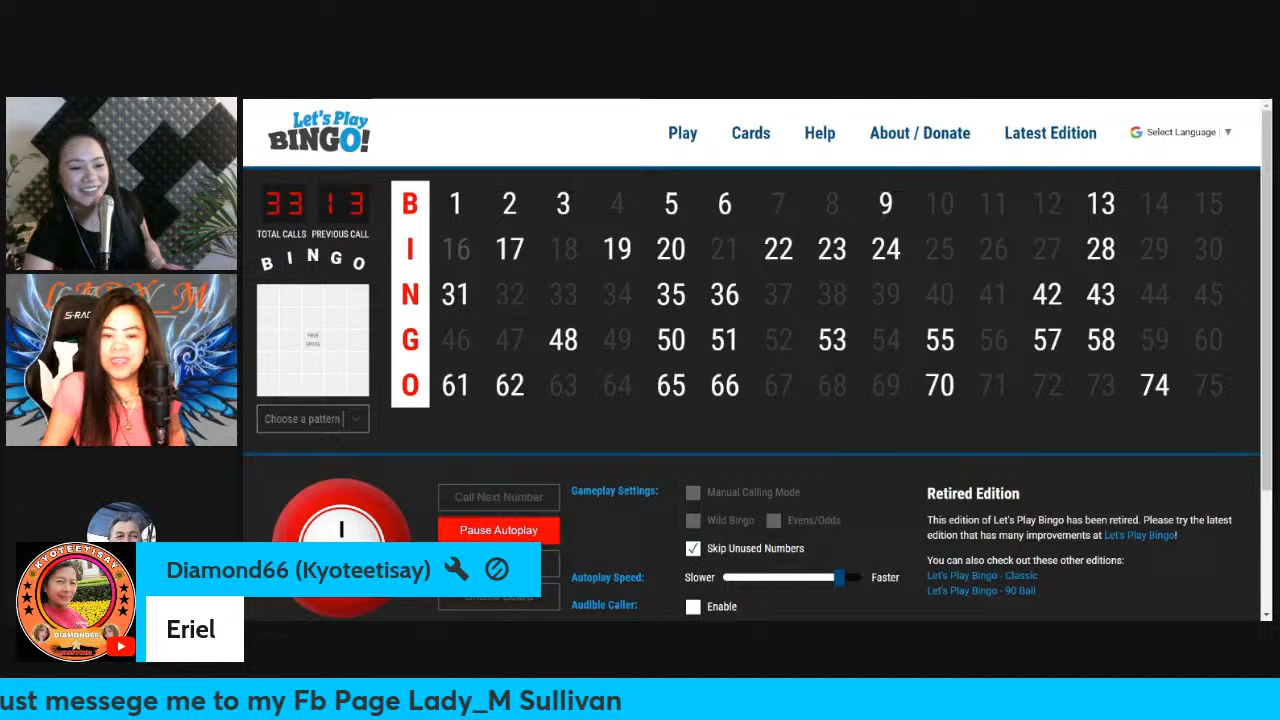 Let's Play
BINGO!
Play Cards Help About / Donate Latest Edition Select Language
33 13
TOTAL CALLS PREVIOUS CALL
BINGO
FREE
SPACE
Choose a pattern
B 1 2 3 4 5 6 7 8 9 10 11 12 13 14 15
I 16 17 18 19 20 21 22 23 24 25 26 27 28 29 30
N 31 32 33 34 35 36 37 38 39 40 41 42 43 44 45
G 46 47 48 49 50 51 52 53 54 55 56 57 58 59 60
O 61 62 63 64 65 66 67 68 69 70 71 72 73 74 75
LADY_M
S-RAC
I
Call Next Number
Pause Autoplay
Gameplay Settings:
Manual Calling Mode
Wild Bingo Evens/Odds
Skip Unused Numbers
Autoplay Speed: Slower Faster
Audible Caller: Enable
Retired Edition
This edition of Let's Play Bingo has been retired. Please try the latest
edition that has many improvements at Let's Play Bingo!
You can also check out these other editions:
Let's Play Bingo - Classic
Let's Play Bingo - 90 Ball
KYOTEETISAY
DIAMOND66
Diamond66 (Kyoteetisay)
Eriel
ust messege me to my Fb Page Lady_M Sullivan